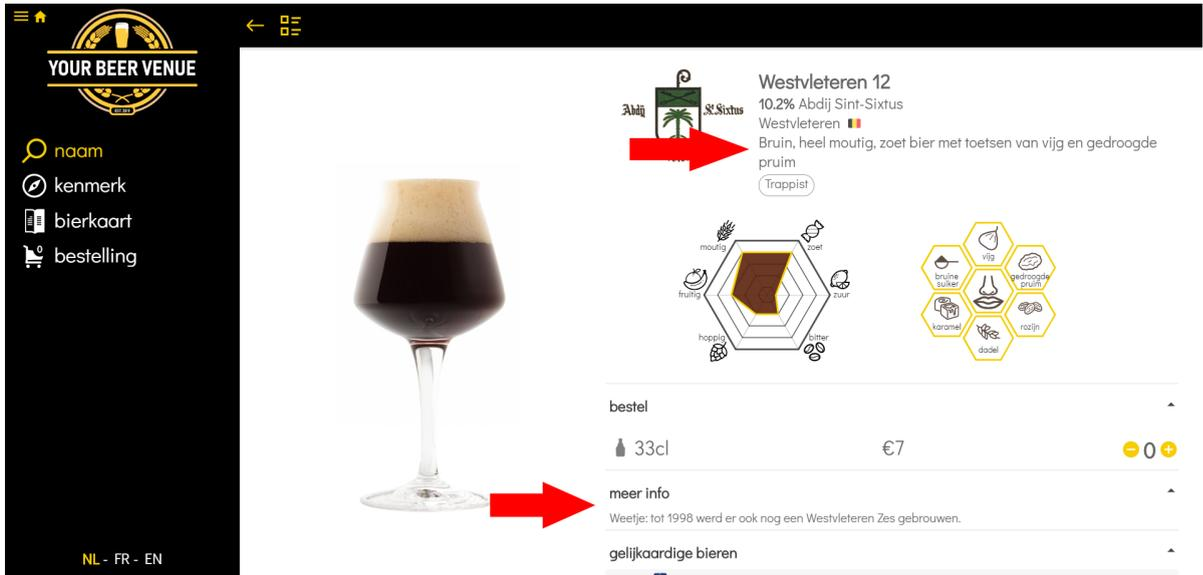 YOUR BEER VENUE
naam
kenmerk
bierkaart
0
bestelling
NL - FR - EN
Abdij St. Sixtus
Westvleteren 12
10.2% Abdij Sint-Sixtus
Westvleteren
Bruin, heel moutig, zoet bier met toetsen van vijg en gedroogde
pruim
Trappist
moutig
zoet
fruitig
zuur
hoppig
bitter
vijg
bruine
suiker
gedroogde
pruim
karamel
rozijn
dadel
bestel
33cl €7 0
meer info
Weetje: tot 1998 werd er ook nog een Westvleteren Zes gebrouwen.
gelijkaardige bieren